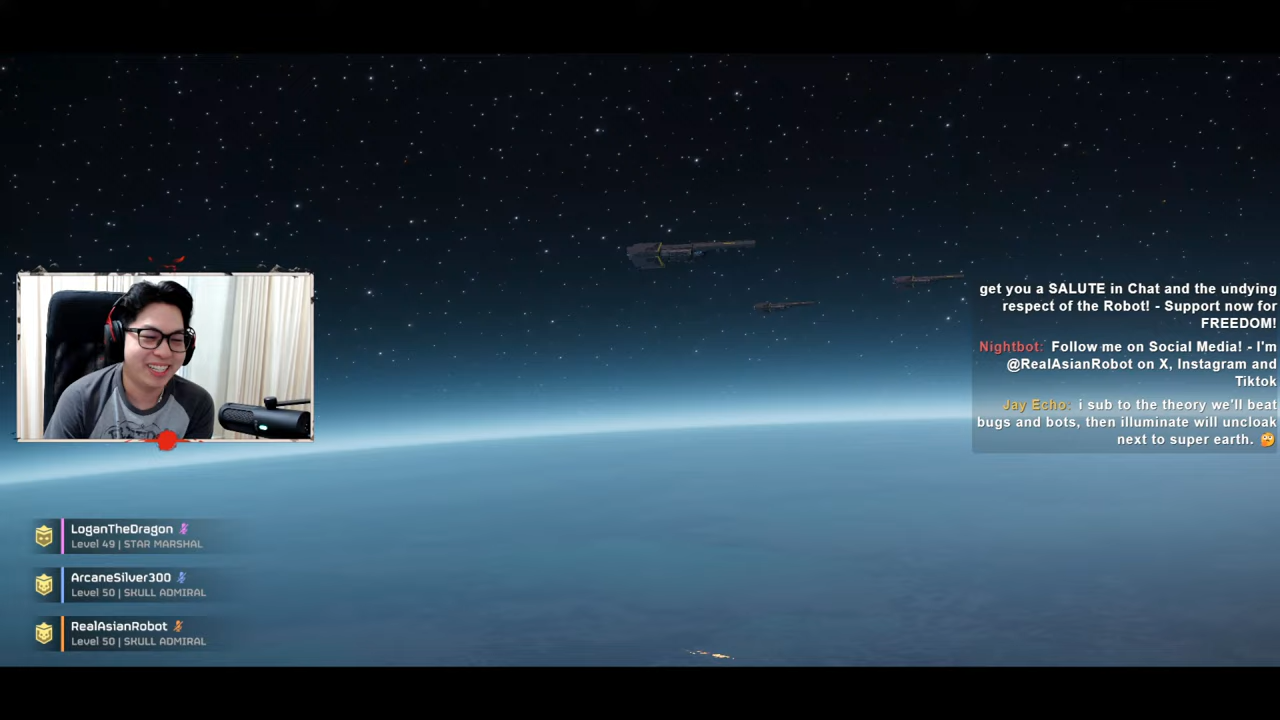 get you a SALUTE in Chat and the undying
respect of the Robot! - Support now for
FREEDOM!
Nightbot: Follow me on Social Media! - I'm
@RealAsianRobot on X, Instagram and
Tiktok
Jay Echo: i sub to the theory we'll beat
bugs and bots, then illuminate will uncloak
next to super earth.
LoganTheDragon
Level 49 | STAR MARSHAL
ArcaneSilver300
Level 50 | SKULL ADMIRAL
RealAsianRobot
Level 50 | SKULL ADMIRAL